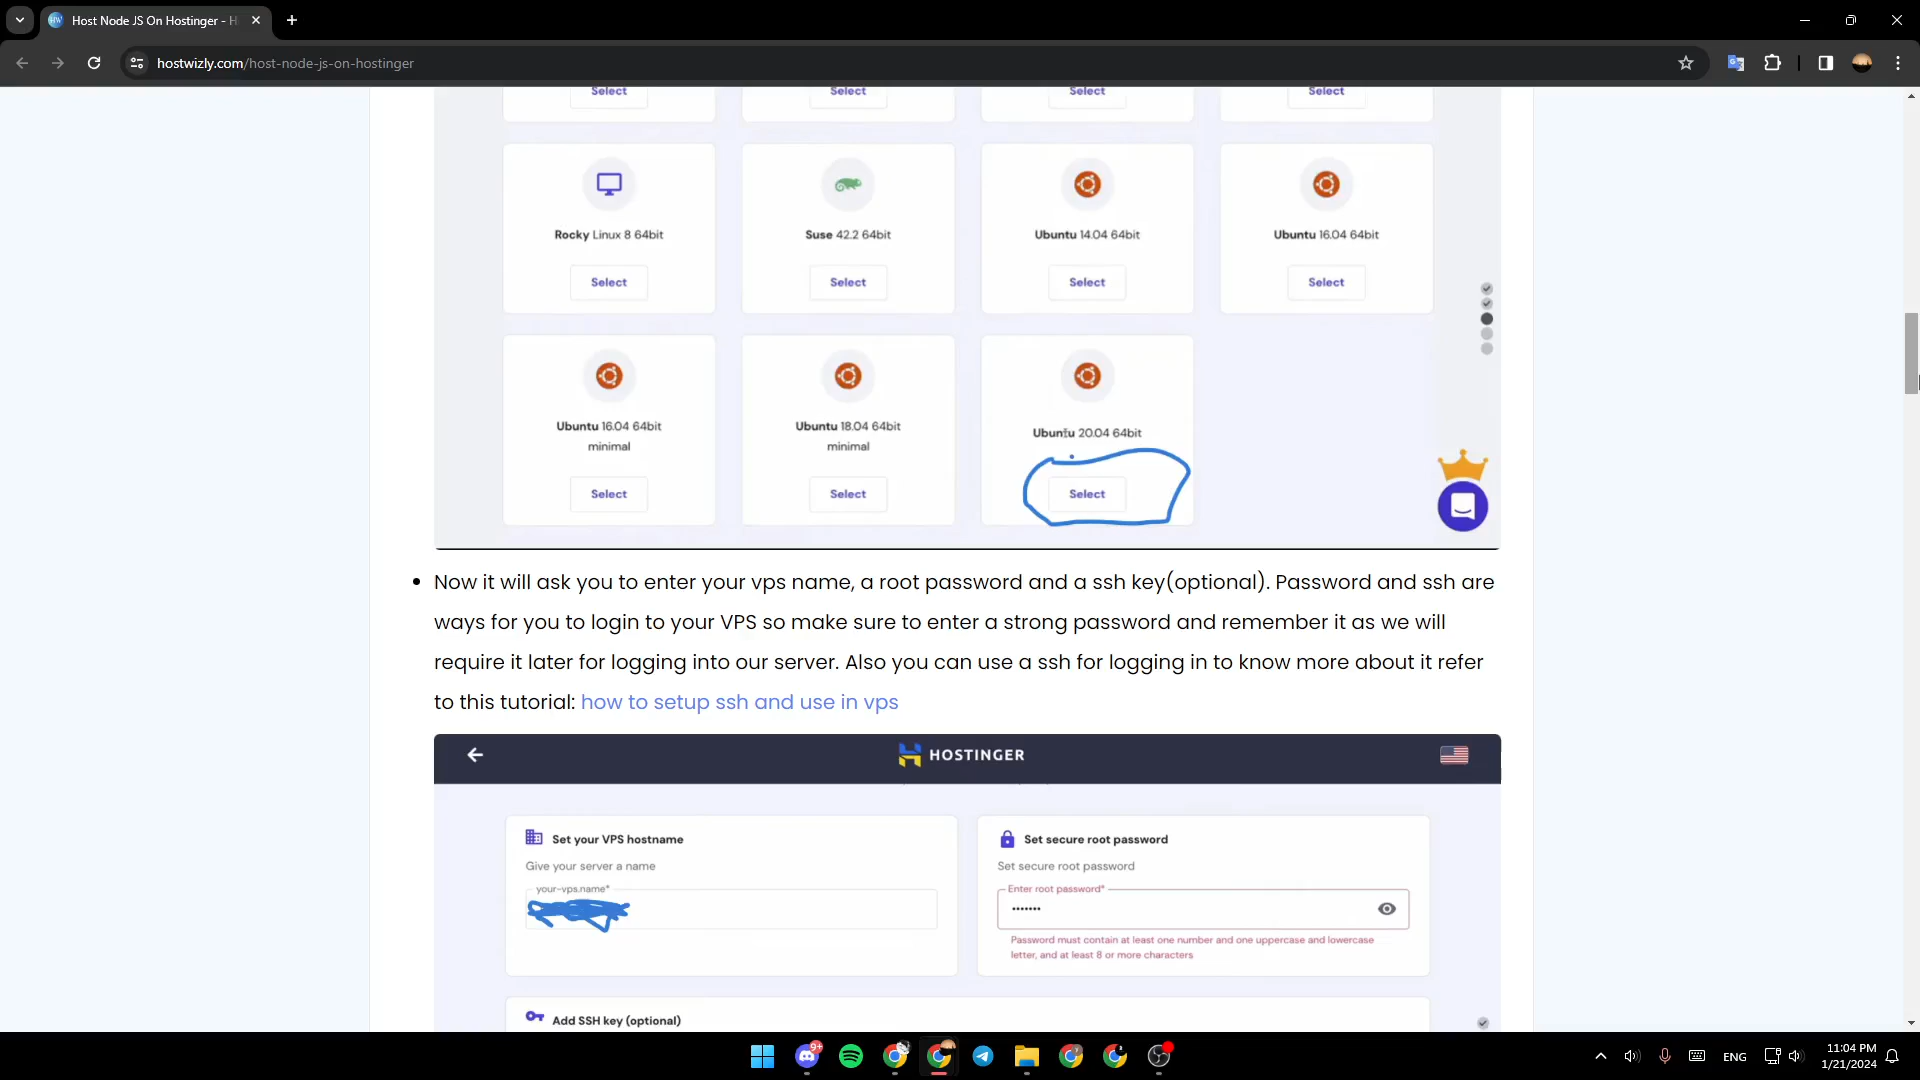 Host Node JS On Hostinger - H
hostwizly.com/host-node-js-on-hostinger
Select Select Select Select
Rocky Linux 8 64bit
Suse 42.2 64bit
Ubuntu 14.04 64bit
Ubuntu 16.04 64bit
Select Select Select Select
Ubuntu 16.04 64bit
minimal
Ubuntu 18.04 64bit
minimal
Ubuntu 20.04 64bit
Select Select Select
Now it will ask you to enter your vps name, a root password and a ssh key(optional). Password and ssh are
ways for you to login to your VPS so make sure to enter a strong password and remember it as we will
require it later for logging into our server. Also you can use a ssh for logging in to know more about it refer
to this tutorial: how to setup ssh and use in vps
HOSTINGER
Set your VPS hostname
Give your server a name
your-vps.name*
Set secure root password
Set secure root password
Enter root password*
•••••••
Password must contain at least one number and one uppercase and lowercase
letter, and at least 8 or more characters
Add SSH key (optional)
9+
ENG
11:04 PM
1/21/2024